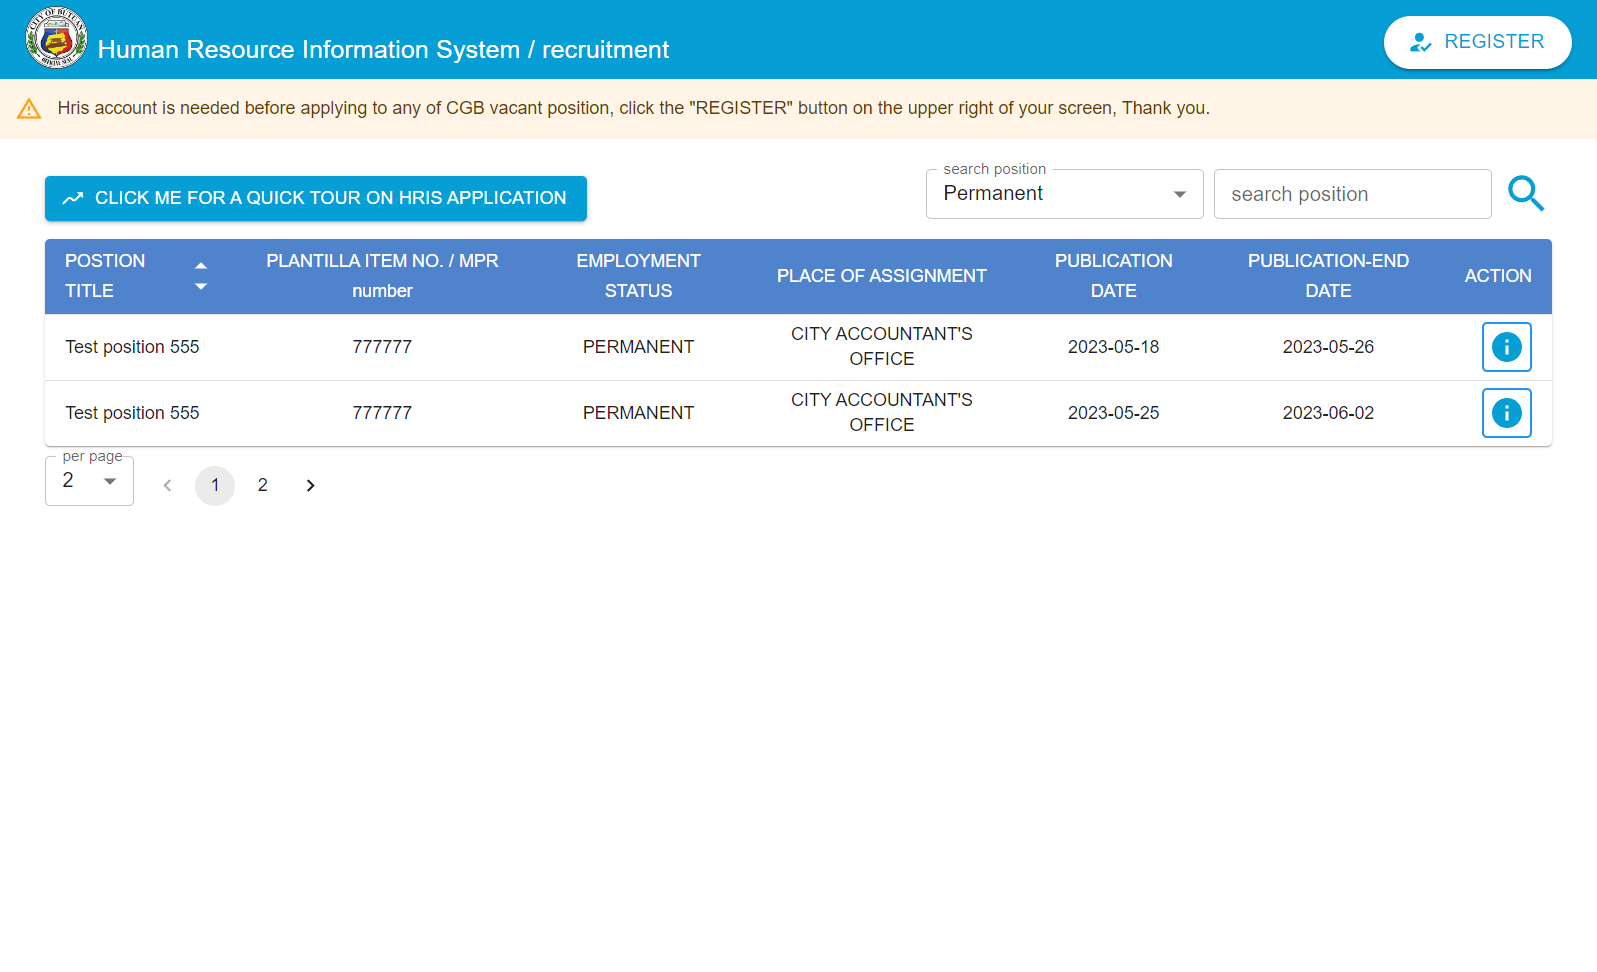 CITY OF BUTUAN
OFFICIAL SEAL
Human Resource Information System / recruitment
REGISTER
Hris account is needed before applying to any of CGB vacant position, click the "REGISTER" button on the upper right of your screen, Thank you.
CLICK ME FOR A QUICK TOUR ON HRIS APPLICATION
search position
Permanent
search position
POSTION TITLE
PLANTILLA ITEM NO. / MPR number
EMPLOYMENT STATUS
PLACE OF ASSIGNMENT
PUBLICATION DATE
PUBLICATION-END DATE
ACTION
Test position 555 777777 PERMANENT CITY ACCOUNTANT'S OFFICE 2023-05-18 2023-05-26
Test position 555 777777 PERMANENT CITY ACCOUNTANT'S OFFICE 2023-05-25 2023-06-02
per page
2
1 2